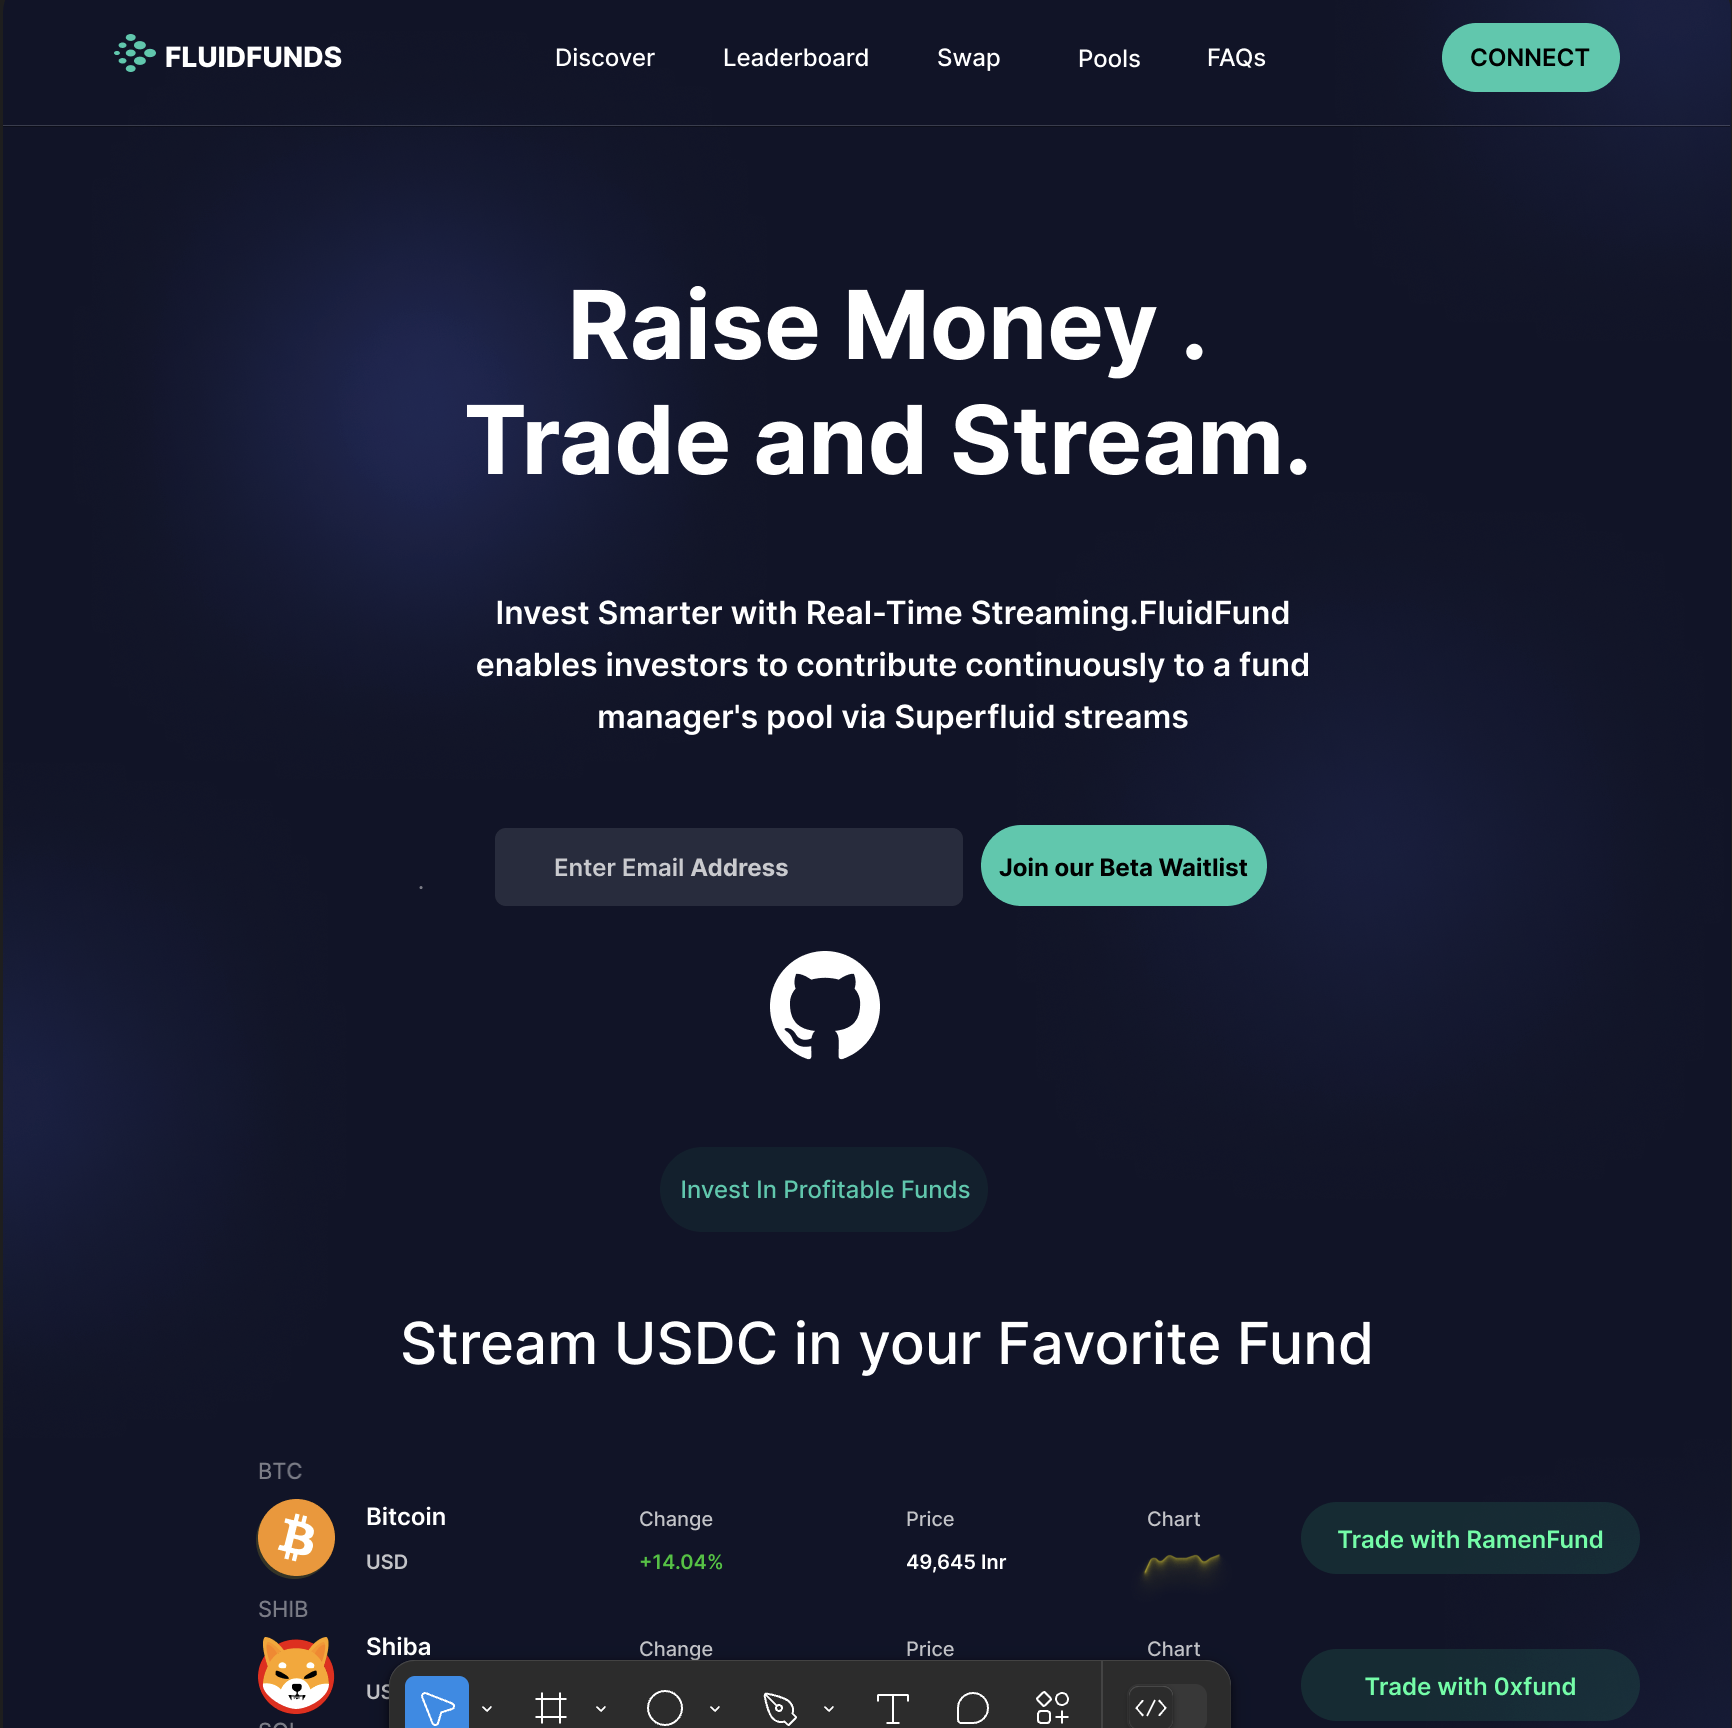 FLUIDFUNDS
Discover
Leaderboard
Swap
Pools
FAQs
CONNECT
Raise Money .
Trade and Stream.
Invest Smarter with Real-Time Streaming.FluidFund
enables investors to contribute continuously to a fund
manager's pool via Superfluid streams
Enter Email Address
Join our Beta Waitlist
Invest In Profitable Funds
Stream USDC in your Favorite Fund
BTC
Bitcoin
Change
Price
Chart
Trade with RamenFund
USD
+14.04%
49,645 Inr
SHIB
Shiba
Change
Price
Chart
Trade with 0xfund